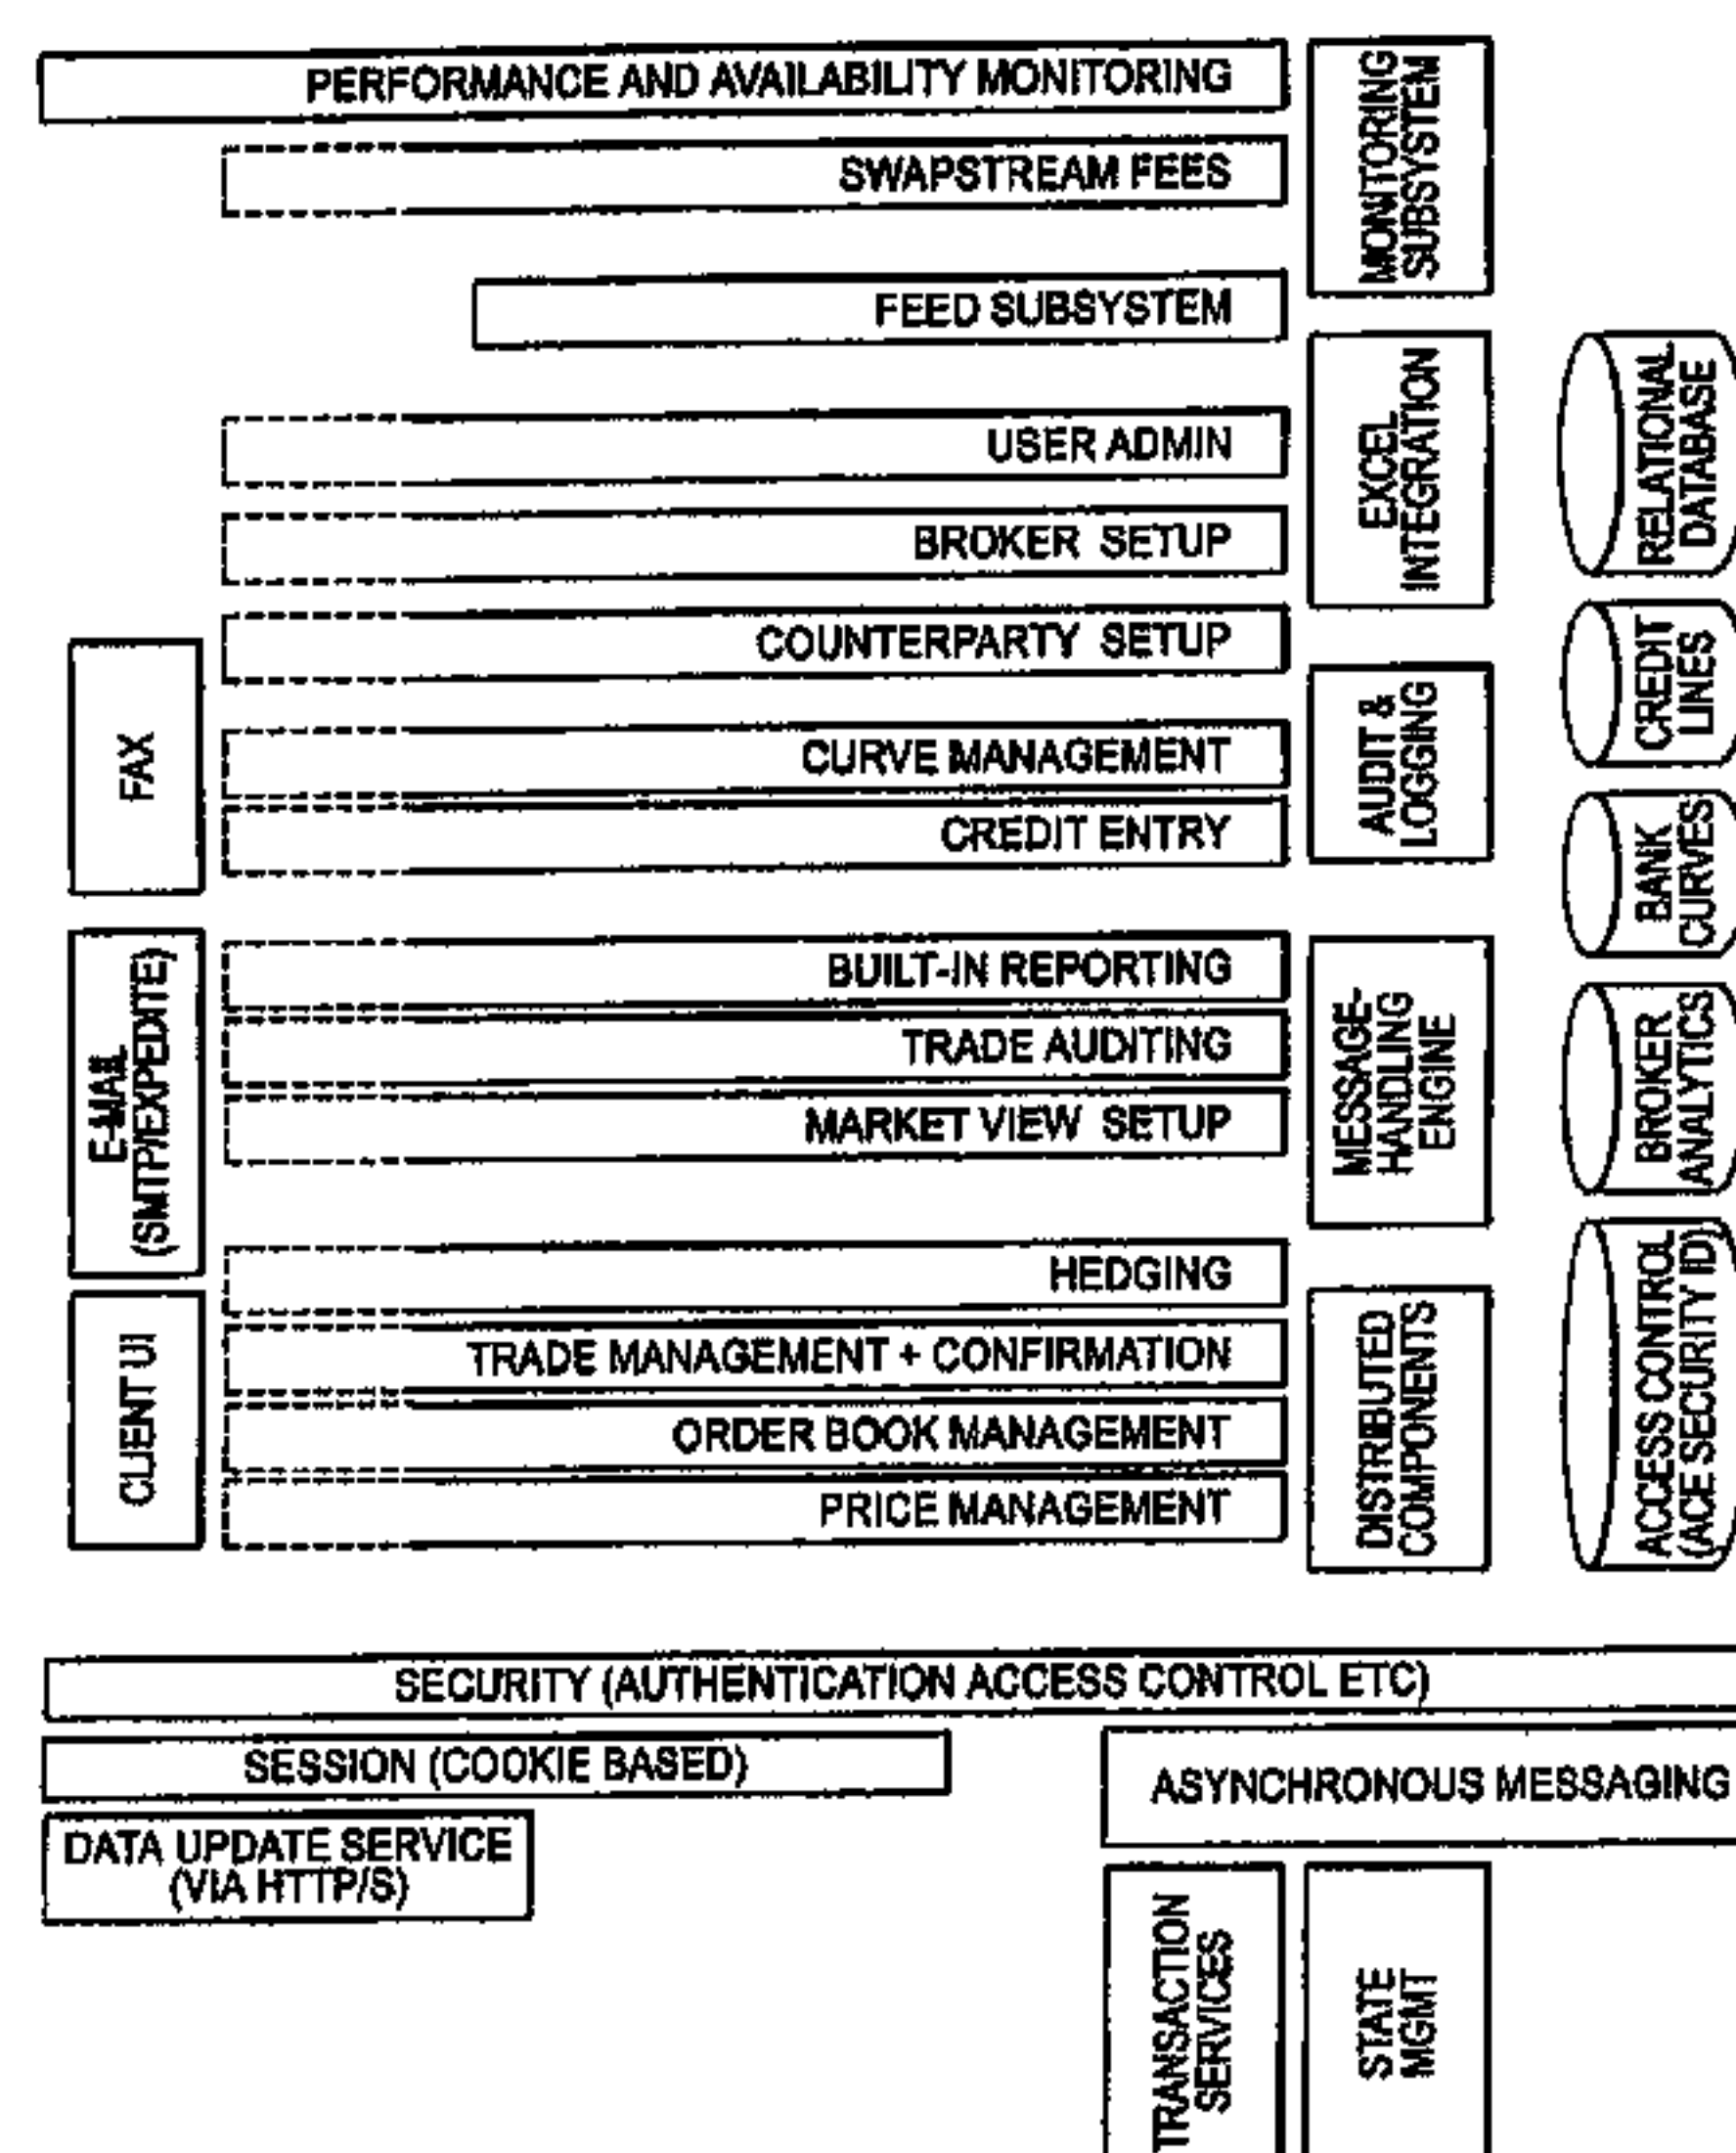 PERFORMANCE AND AVAILABILITY MONITORING
SWAPSTREAM FEES
FEED SUBSYSTEM
USER ADMIN
BROKER SETUP
COUNTERPARTY SETUP
CURVE MANAGEMENT
CREDIT ENTRY
BUILT-IN REPORTING
TRADE AUDITING
MARKET VIEW SETUP
HEDGING
TRADE MANAGEMENT + CONFIRMATION
ORDER BOOK MANAGEMENT
PRICE MANAGEMENT
FAX
E-MAIL
(SMTP/EXPEDITE)
CLIENT UI
MONITORING
SUBSYSTEM
EXCEL
INTEGRATION
AUDIT &
LOGGING
MESSAGE-
HANDLING
ENGINE
DISTRIBUTED
COMPONENTS
RELATIONAL
DATABASE
CREDIT
LINES
BANK
CURVES
BROKER
ANALYTICS
ACCESS CONTROL
(ACE SECURITY ID)
SECURITY (AUTHENTICATION ACCESS CONTROL ETC)
SESSION (COOKIE BASED)
ASYNCHRONOUS MESSAGING
DATA UPDATE SERVICE
(VIA HTTP/S)
TRANSACTION
SERVICES
STATE
MGMT